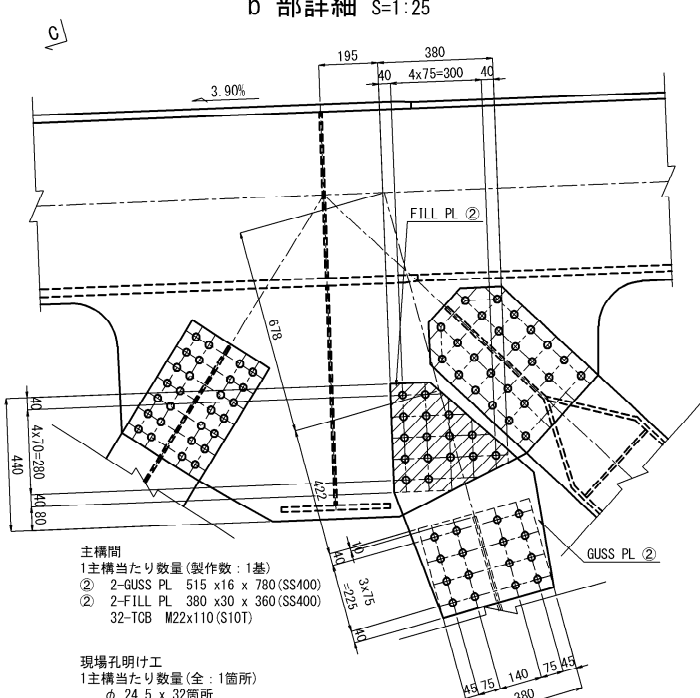 b 部詳細 S=1:25
C
195
380
40
4x75=300
40
3.90%
FILL PL ②
678
40
4x70=280
440
40
80
422
10
40
3x75
=225
40
GUSS PL ②
主構間
1主構当たり数量(製作数：1基)
② 2-GUSS PL 515 x16 x 780(SS400)
② 2-FILL PL 380 x30 x 360(SS400)
32-TCB M22x110(S10T)
現場孔明け工
1主構当たり数量(全：1箇所)
φ 24.5 x 32箇所
45
75
140
75
45
380